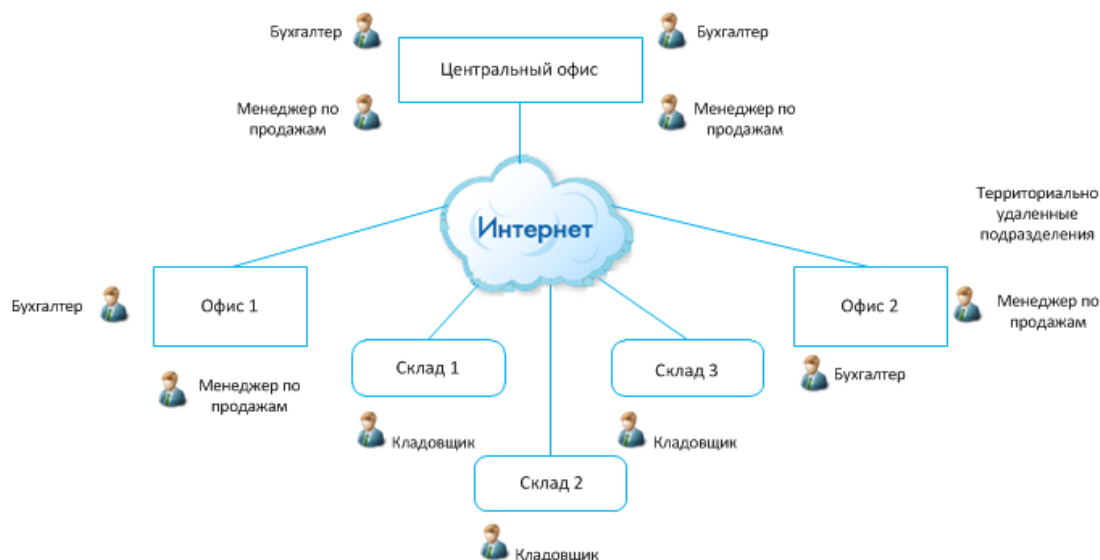 Бухгалтер
Бухгалтер
Центральный офис
Менеджер по
продажам
Менеджер по
продажам
Интернет
Территориально
удаленные
подразделения
Бухгалтер
Офис 1
Офис 2
Менеджер по
продажам
Менеджер по
продажам
Склад 1
Склад 3
Бухгалтер
Кладовщик
Кладовщик
Склад 2
Кладовщик